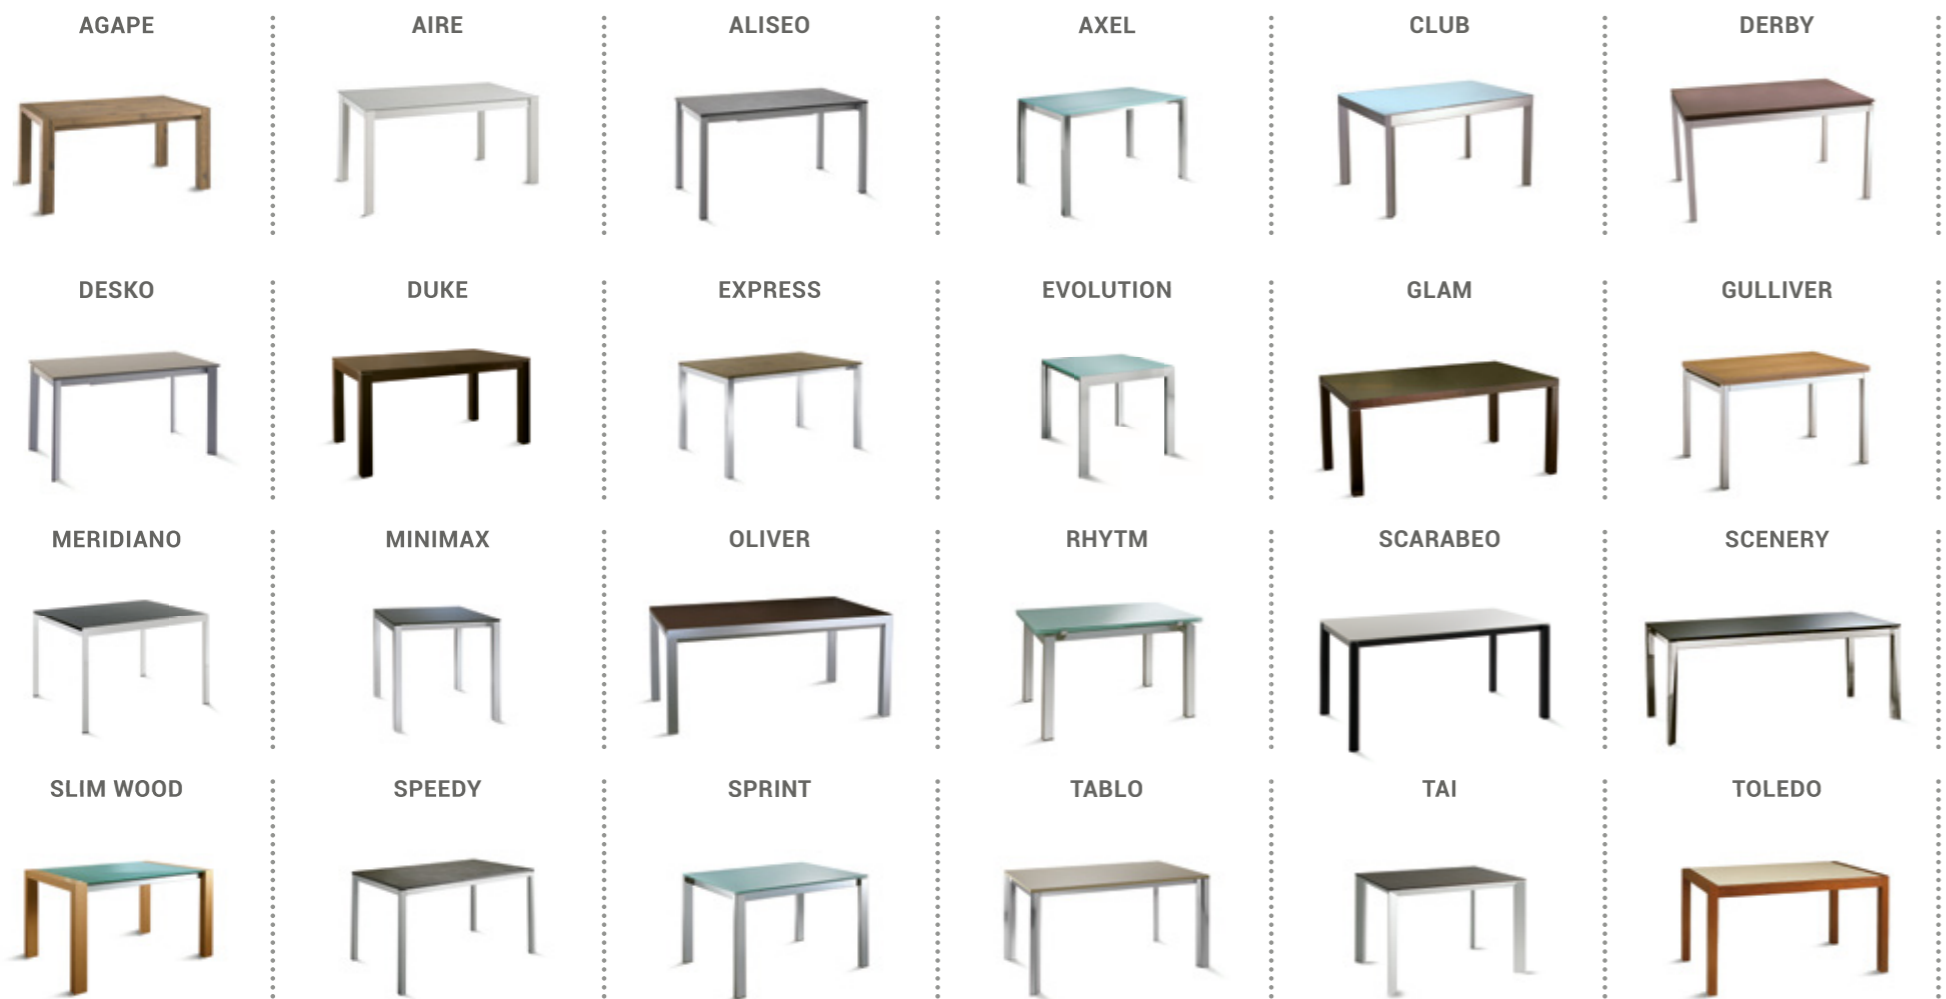 AGAPE
AIRE
ALISEO
AXEL
CLUB
DERBY
DESKO
DUKE
EXPRESS
EVOLUTION
GLAM
GULLIVER
MERIDIANO
MINIMAX
OLIVER
RHYTM
SCARABEO
SCENERY
SLIM WOOD
SPEEDY
SPRINT
TABLO
TAI
TOLEDO